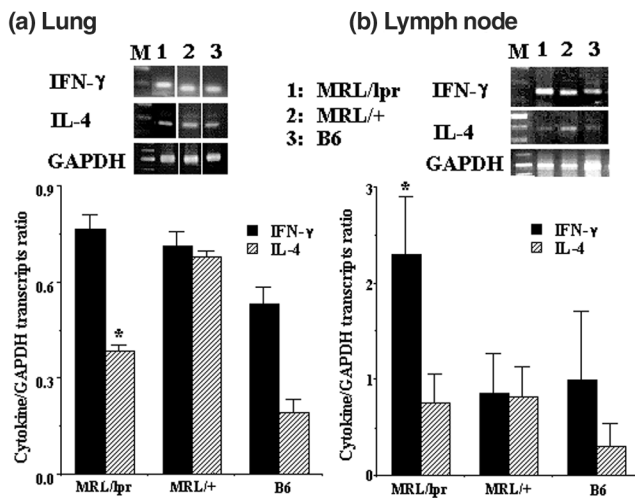 (a) Lung
M 1 2 3
IFN-γ
IL-4
GAPDH
1: MRL/lpr
2: MRL/+
3: B6
Cytokine/GAPDH transcripts ratio
0.9
0.6
0.3
0.0
IFN-γ
IL-4
*
MRL/lpr MRL/+ B6
(b) Lymph node
M 1 2 3
IFN-γ
IL-4
GAPDH
Cytokine/GAPDH transcripts ratio
3
2
1
0
*
IFN-γ
IL-4
MRL/lpr MRL/+ B6